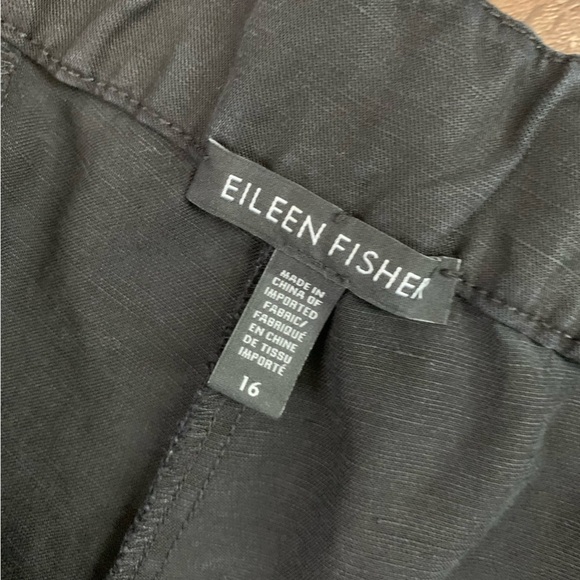 EILEEN FISHER
MADE IN
CHINA OF
IMPORTED
FABRIC/
FABRIQUÉ
EN CHINE
DE TISSU
IMPORTÉ
16